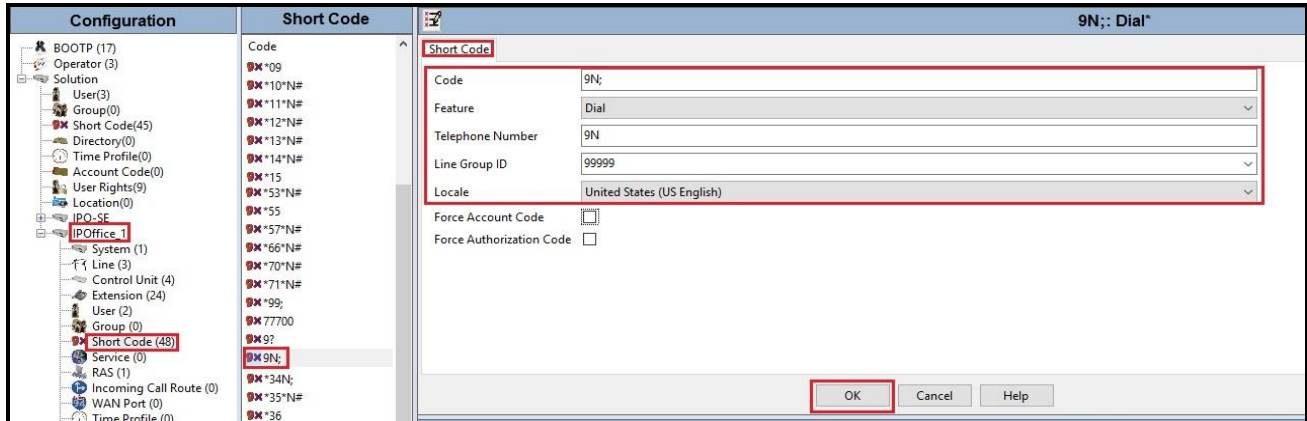 Configuration
BOOTP (17)
Operator (3)
Solution
User(3)
Group(0)
Short Code(45)
Directory(0)
Time Profile(0)
Account Code(0)
User Rights(9)
Location(0)
IPO-SE
IPOffice_1
System (1)
Line (3)
Control Unit (4)
Extension (24)
User (2)
Group (0)
Short Code (48)
Service (0)
RAS (1)
Incoming Call Route (0)
WAN Port (0)
Time Profile (0)
Short Code
Code
*09
*10*N#
*11*N#
*12*N#
*13*N#
*14*N#
*15
*53*N#
*55
*57*N#
*66*N#
*70*N#
*71*N#
*99;
77700
9?
9N;
*34N;
*35*N#
*36
9N;: Dial*
Short Code
Code 9N;
Feature Dial
Telephone Number 9N
Line Group ID 99999
Locale United States (US English)
Force Account Code
Force Authorization Code
OK Cancel Help